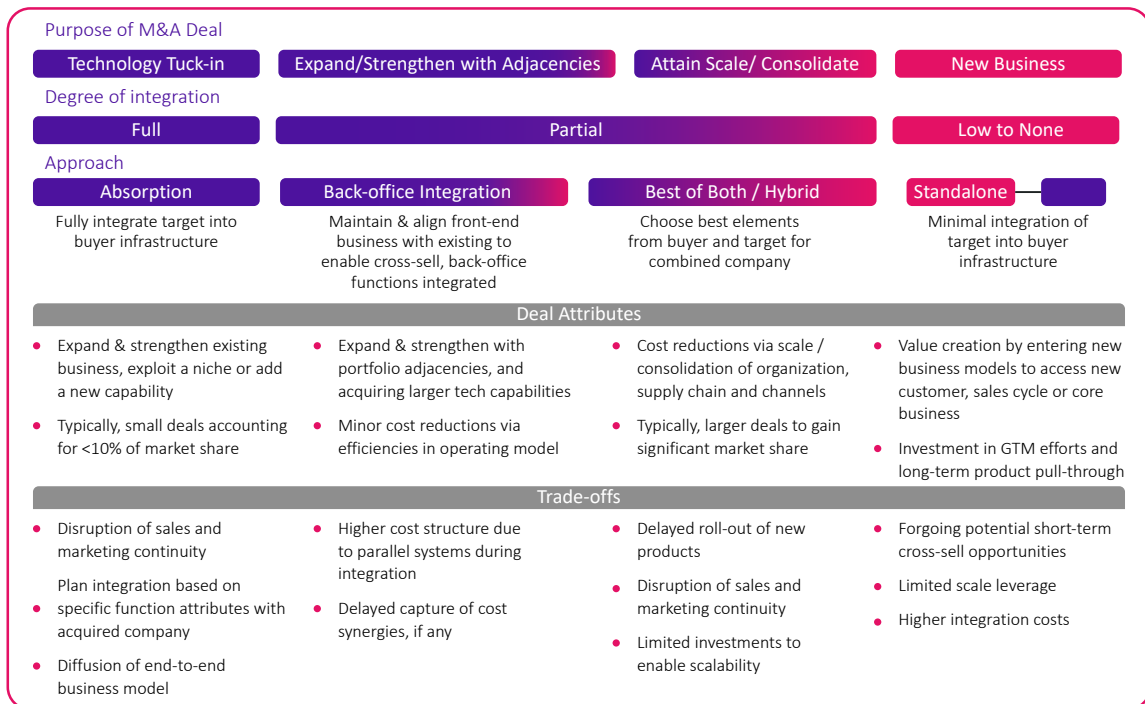 Purpose of M&A Deal
Technology Tuck-in
Expand/Strengthen with Adjacencies
Attain Scale/ Consolidate
New Business
Degree of integration
Full
Partial
Low to None
Approach
Absorption
Back-office Integration
Best of Both / Hybrid
Standalone
Fully integrate target into
buyer infrastructure
Maintain & align front-end
business with existing to
enable cross-sell, back-office
functions integrated
Choose best elements
from buyer and target for
combined company
Minimal integration of
target into buyer
infrastructure
Deal Attributes
• Expand & strengthen existing
business, exploit a niche or add
a new capability
• Typically, small deals accounting
for <10% of market share
• Expand & strengthen with
portfolio adjacencies, and
acquiring larger tech capabilities
• Minor cost reductions via
efficiencies in operating model
• Cost reductions via scale /
consolidation of organization,
supply chain and channels
• Typically, larger deals to gain
significant market share
• Value creation by entering new
business models to access new
customer, sales cycle or core
business
• Investment in GTM efforts and
long-term product pull-through
Trade-offs
• Disruption of sales and
marketing continuity
Plan integration based on
• specific function attributes with
acquired company
• Diffusion of end-to-end
business model
• Higher cost structure due
to parallel systems during
integration
• Delayed capture of cost
synergies, if any
• Delayed roll-out of new
products
• Disruption of sales and
marketing continuity
• Limited investments to
enable scalability
• Forgoing potential short-term
cross-sell opportunities
• Limited scale leverage
• Higher integration costs